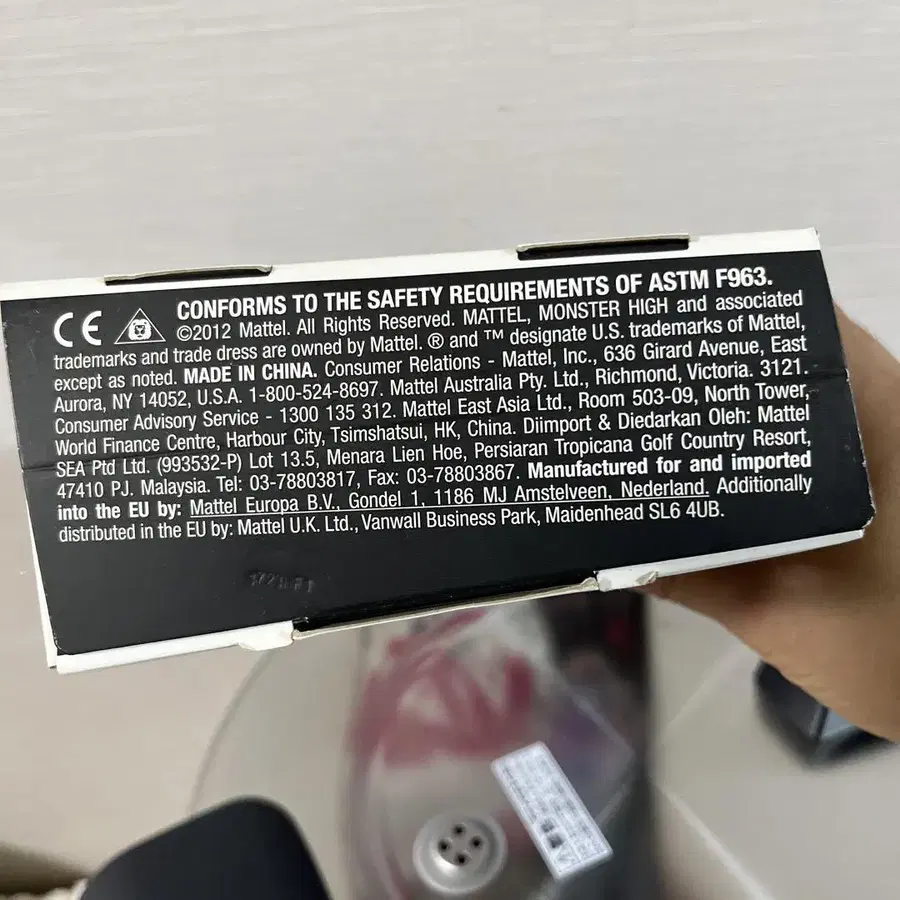 CE
CONFORMS TO THE SAFETY REQUIREMENTS OF ASTM F963.
©2012 Mattel. All Rights Reserved. MATTEL, MONSTER HIGH and associated
trademarks and trade dress are owned by Mattel. ® and ™ designate U.S. trademarks of Mattel,
except as noted. MADE IN CHINA. Consumer Relations - Mattel, Inc., 636 Girard Avenue, East
Aurora, NY 14052, U.S.A. 1-800-524-8697. Mattel Australia Pty. Ltd., Richmond, Victoria. 3121.
Consumer Advisory Service - 1300 135 312. Mattel East Asia Ltd., Room 503-09, North Tower,
World Finance Centre, Harbour City, Tsimshatsui, HK, China. Diimport & Diedarkan Oleh: Mattel
SEA Ptd Ltd. (993532-P) Lot 13.5, Menara Lien Hoe, Persiaran Tropicana Golf Country Resort,
47410 PJ. Malaysia. Tel: 03-78803817, Fax: 03-78803867. Manufactured for and imported
into the EU by: Mattel Europa B.V., Gondel 1, 1186 MJ Amstelveen, Nederland. Additionally
distributed in the EU by: Mattel U.K. Ltd., Vanwall Business Park, Maidenhead SL6 4UB.